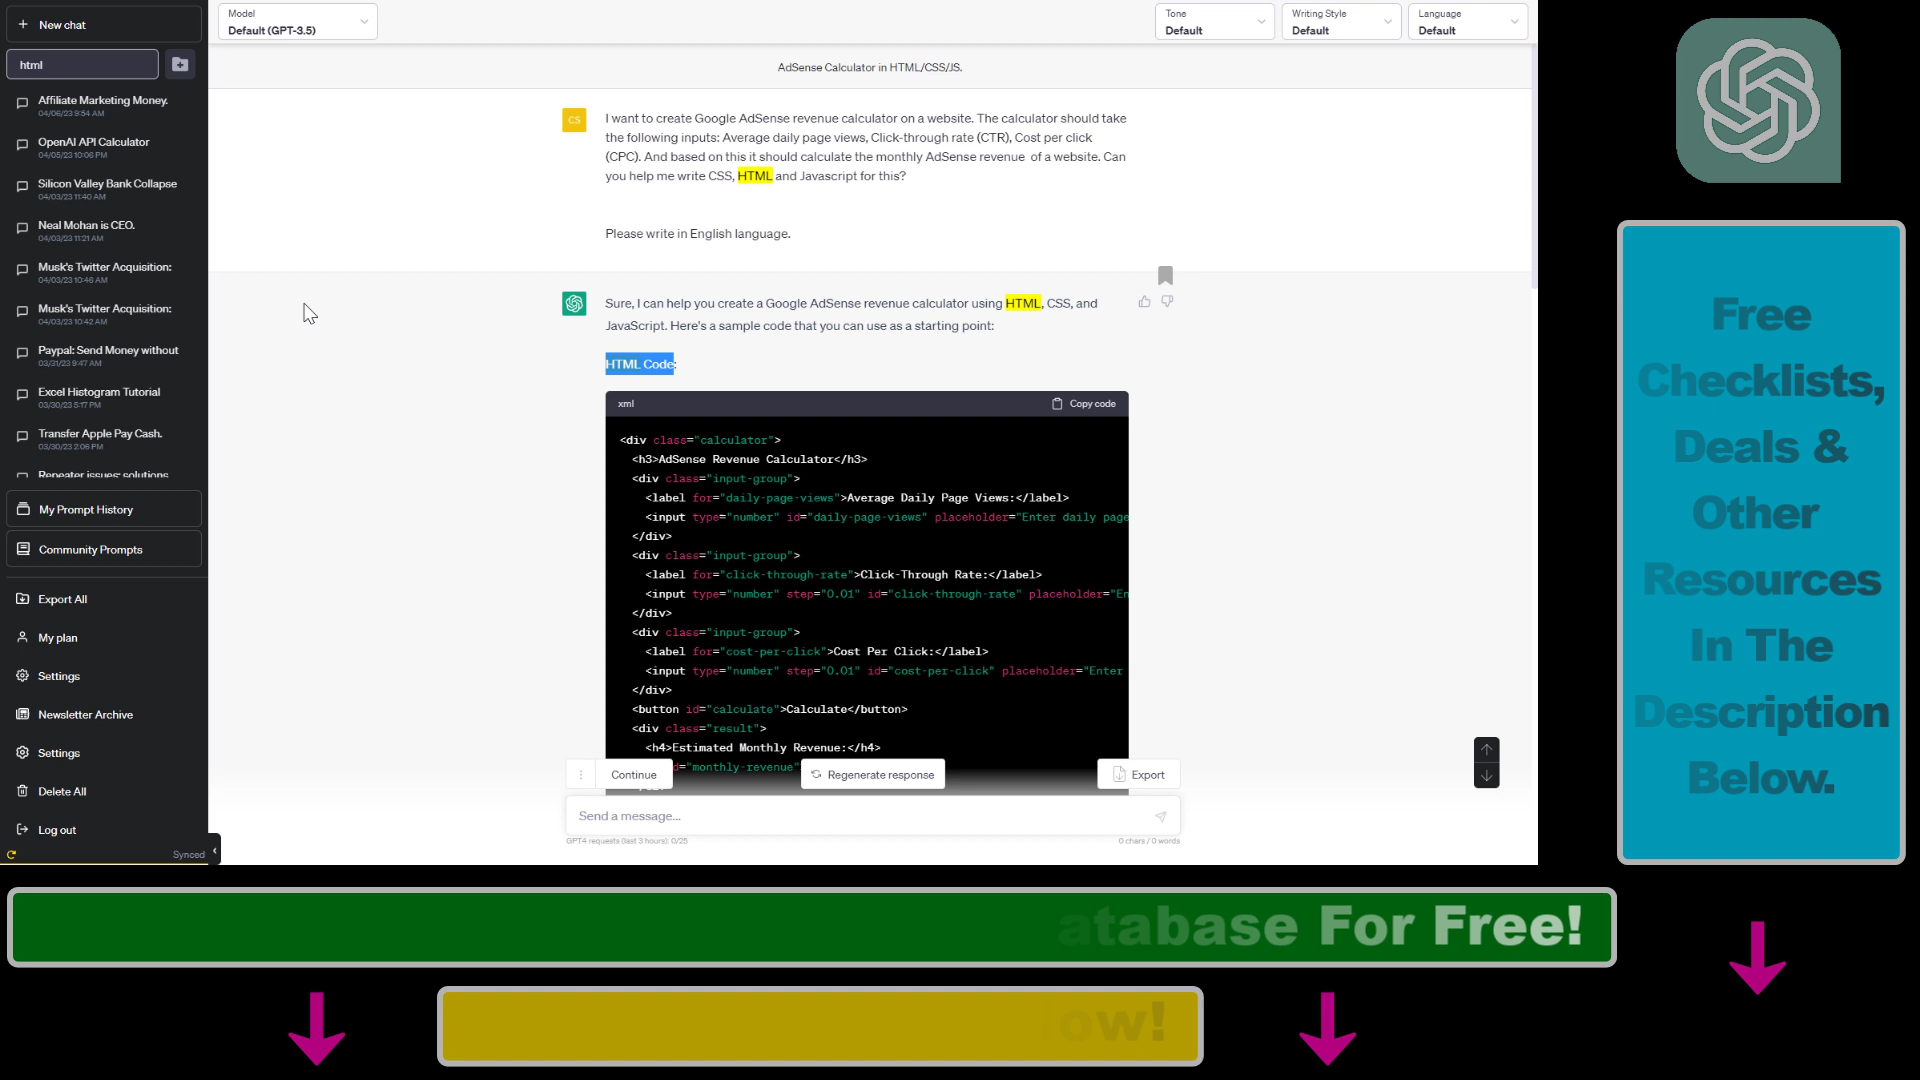 New chat
html
Affiliate Marketing Money.
04/06/23 9:54 AM
OpenAI API Calculator
04/05/23 10:06 PM
Silicon Valley Bank Collapse
04/03/23 11:40 AM
Neal Mohan is CEO.
04/03/23 11:21 AM
Musk's Twitter Acquisition:
04/03/23 10:46 AM
Musk's Twitter Acquisition:
04/03/23 10:42 AM
Paypal: Send Money without
03/31/23 9:47 AM
Excel Histogram Tutorial
03/30/23 5:17 PM
Transfer Apple Pay Cash.
03/30/23 2:06 PM
Repeater issues: solutions
My Prompt History
Community Prompts
Export All
My plan
Settings
Newsletter Archive
Settings
Delete All
Log out
Synced
Model
Default (GPT-3.5)
Tone
Default
Writing Style
Default
Language
Default
AdSense Calculator in HTML/CSS/JS.
CS
I want to create Google AdSense revenue calculator on a website. The calculator should take
the following inputs: Average daily page views, Click-through rate (CTR), Cost per click
(CPC). And based on this it should calculate the monthly AdSense revenue of a website. Can
you help me write CSS, HTML and Javascript for this?
Please write in English language.
Sure, I can help you create a Google AdSense revenue calculator using HTML, CSS, and
JavaScript. Here's a sample code that you can use as a starting point:
HTML Code:
xml
Copy code
<div class="calculator">
<h3>AdSense Revenue Calculator</h3>
<div class="input-group">
<label for="daily-page-views">Average Daily Page Views:</label>
<input type="number" id="daily-page-views" placeholder="Enter daily page
</div>
<div class="input-group">
<label for="click-through-rate">Click-Through Rate:</label>
<input type="number" step="0.01" id="click-through-rate" placeholder="En
</div>
<div class="input-group">
<label for="cost-per-click">Cost Per Click:</label>
<input type="number" step="0.01" id="cost-per-click" placeholder="Enter
</div>
<button id="calculate">Calculate</button>
<div class="result">
<h4>Estimated Monthly Revenue:</h4>
d="monthly-revenue"
Continue
Regenerate response
Export
Send a message...
GPT4 requests (last 3 hours): 0/25
0 chars / 0 words
Free
Checklists,
Deals &
Other
Resources
In The
Description
Below.
atabase For Free!
ow!